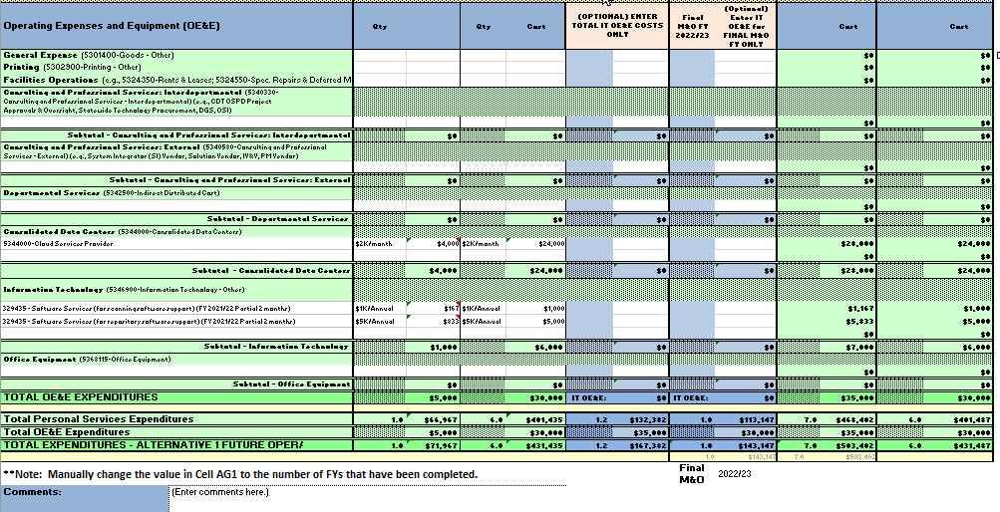 Operating Expenses and Equipment (OE&E) Qty Qty Cost (OPTIONAL) ENTER TOTAL IT OE&E COSTS ONLY Final M&O FY 2022/23 (Optional) Enter IT OE&E for FINAL M&O FY ONLY Cost Cost
General Expense (5301400-Goods - Other) $0 $0
Printing (5302900-Printing - Other) $0 $0
Facilities Operations (e.g., 5324350-Rents & Leases; 5324550-Spec. Repairs & Deferred M $0 $0
Consulting and Professional Services: Interdepartmental (5340330-
Consulting and Professional Services - Interdepartmental) (e.g., CDT OSPD Project
Approvals & Oversight, Statewide Technology Procurement, DGS, OSI)
$0 $0
Subtotal - Consulting and Professional Services: Interdepartmental $0 $0 $0 $0 $0 $0
Consulting and Professional Services: External (5340580-Consulting and Professional
Services - External) (e.g., System Integrator (SI) Vendor, Solution Vendor, IV&V, PM Vendor)
$0 $0
Subtotal - Consulting and Professional Services: External $0 $0 $0 $0 $0 $0
Departmental Services (5342500-Indirect Distributed Cost)
$0 $0
Subtotal - Departmental Services $0 $0 $0 $0 $0 $0
Consolidated Data Centers (5344000-Consolidated Data Centers)
5344000-Cloud Services Provider $2K/month $4,000 $2K/month $24,000 $28,000 $24,000
$0 $0
Subtotal - Consolidated Data Centers $4,000 $24,000 $0 $0 $28,000 $24,000
Information Technology (5346900-Information Technology - Other)
329435 - Software Services (for scanning software support) (FY 2021/22 Partial 2 months) $1K/Annual $167 $1K/Annual $1,000 $1,167 $1,000
329435 - Software Services (for repository software support) (FY 2021/22 Partial 2 months) $5K/Annual $833 $5K/Annual $5,000 $5,833 $5,000
$0 $0
Subtotal - Information Technology $1,000 $6,000 $0 $0 $7,000 $6,000
Office Equipment (5368115-Office Equipment)
$0 $0
Subtotal - Office Equipment $0 $0 $0 $0 $0 $0
TOTAL OE&E EXPENDITURES $5,000 $30,000 IT OE&E: $0 IT OE&E: $0 $35,000 $30,000
Total Personal Services Expenditures 1.0 $66,967 6.0 $401,435 1.2 $132,382 1.0 $113,147 7.0 $468,402 6.0 $401,487
Total OE&E Expenditures $5,000 $30,000 $35,000 $30,000 $35,000 $30,000
TOTAL EXPENDITURES - ALTERNATIVE 1 FUTURE OPERA 1.0 $71,967 6.0 $431,435 1.2 $167,382 1.0 $143,147 7.0 $503,402 6.0 $431,487
1.0 $143,147 7.0 $503,402
**Note: Manually change the value in Cell AG1 to the number of FYs that have been completed. Final M&O 2022/23
Comments: (Enter comments here.)